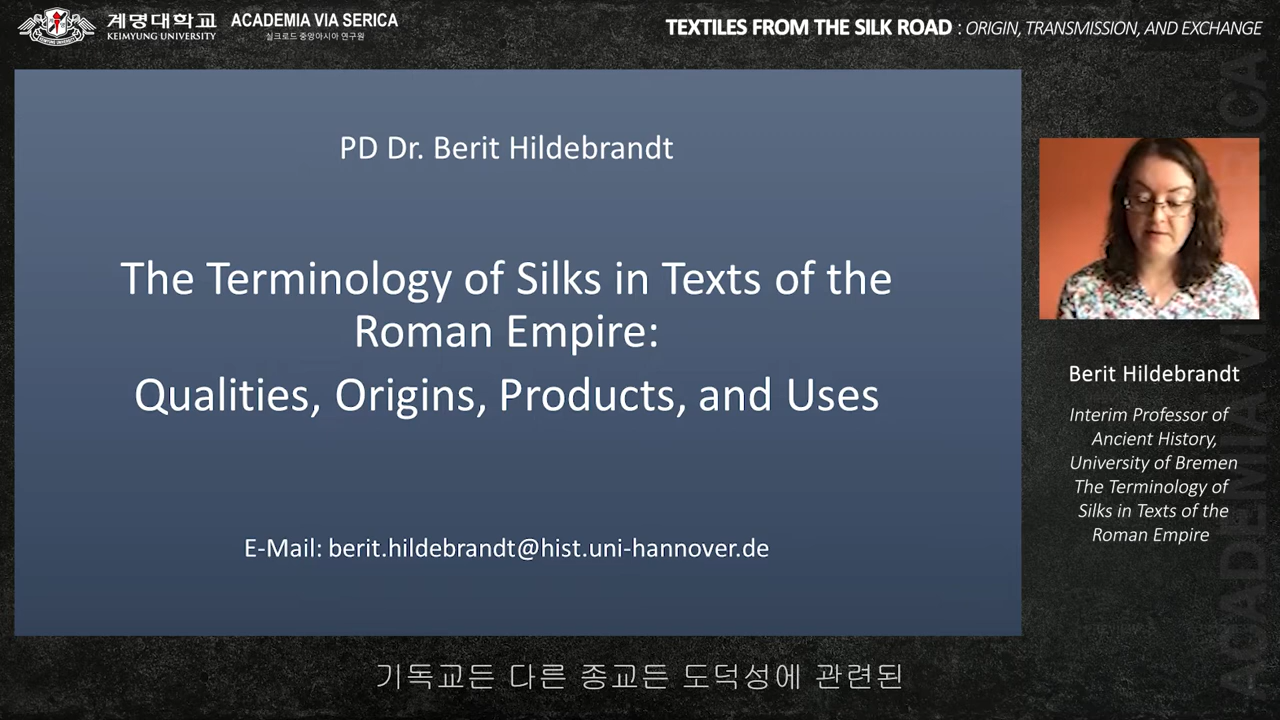 계명대학교
KEIMYUNG UNIVERSITY
ACADEMIA VIA SERICA
실크로드 중앙아시아 연구원
TEXTILES FROM THE SILK ROAD : ORIGIN, TRANSMISSION, AND EXCHANGE
PD Dr. Berit Hildebrandt
The Terminology of Silks in Texts of the
Roman Empire:
Qualities, Origins, Products, and Uses
E-Mail: berit.hildebrandt@hist.uni-hannover.de
Berit Hildebrandt
Interim Professor of
Ancient History,
University of Bremen
The Terminology of
Silks in Texts of the
Roman Empire
ACADEMIA VIA SERICA
기독교든 다른 종교든 도덕성에 관련된